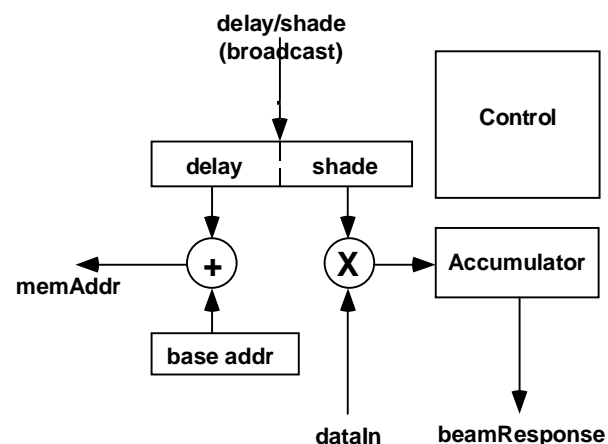 delay/shade
(broadcast)
Control
delay
shade
+
X
Accumulator
memAddr
base addr
dataIn
beamResponse